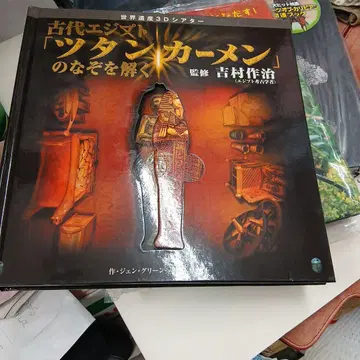 世界遺産3Dシアター
古代エジプト
「ツタンカーメン」
のなぞを解く
監修 吉村作治
(エジプト考古学者)
作・ジェン・グリーン